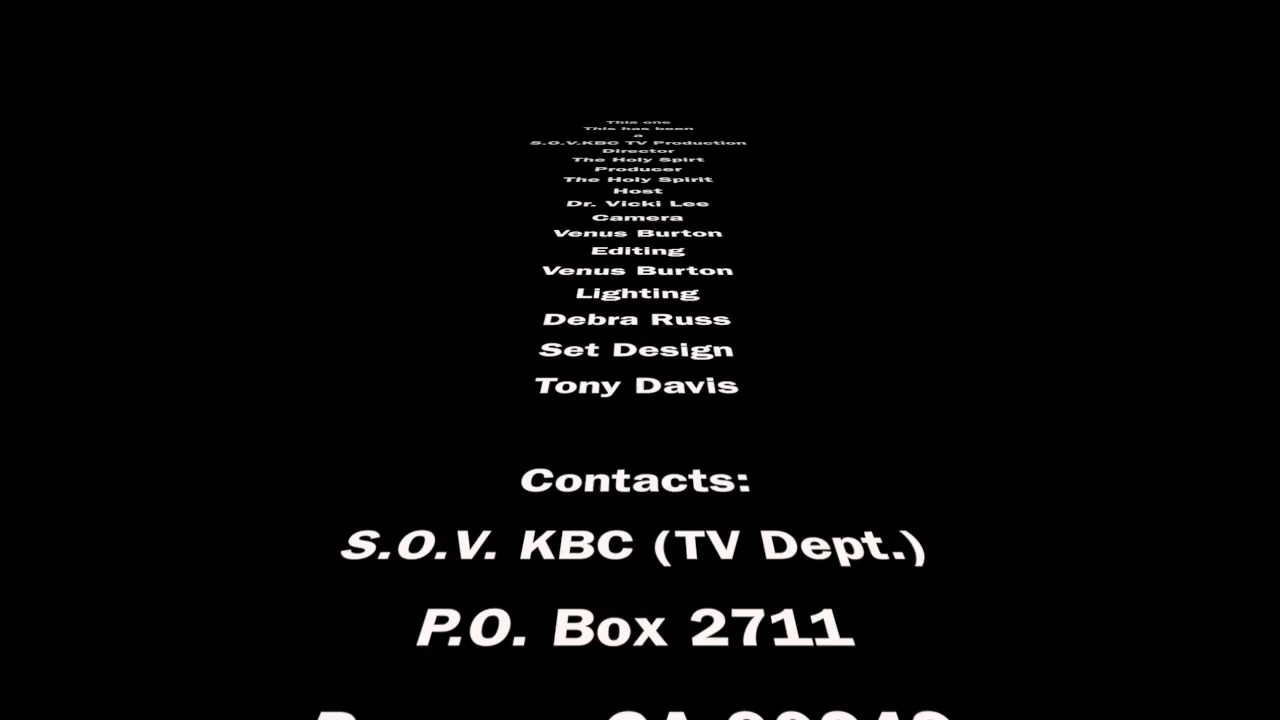 This one
This has been
a
S.O.V.KBC TV Production
Director
The Holy Spirt
Producer
The Holy Spirit
Host
Dr. Vicki Lee
Camera
Venus Burton
Editing
Venus Burton
Lighting
Debra Russ
Set Design
Tony Davis
Contacts:
S.O.V. KBC (TV Dept.)
P.O. Box 2711